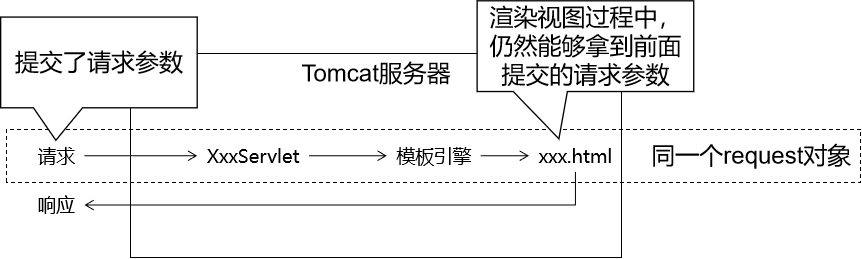 提交了请求参数
渲染视图过程中，
仍然能够拿到前面
提交的请求参数
Tomcat服务器
请求
XxxServlet
模板引擎
xxx.html
同一个request对象
响应